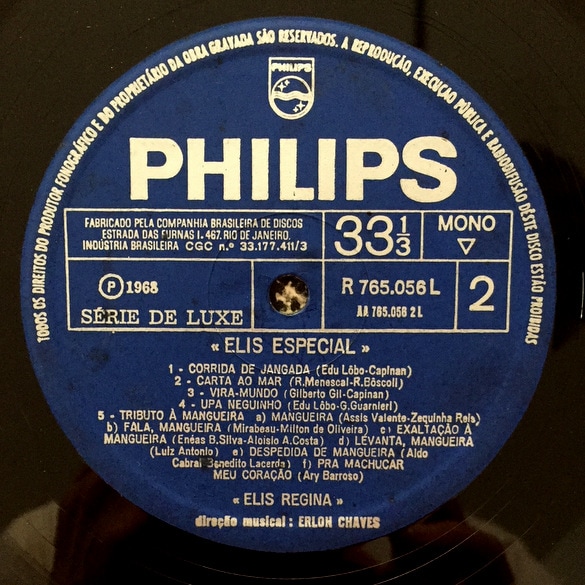 TODOS OS DIREITOS DO PRODUTOR FONOGRÁFICO E DO PROPRIETÁRIO DA OBRA GRAVADA SÃO RESERVADOS. A REPRODUÇÃO, EXECUÇÃO PÚBLICA E RADIODIFUSÃO DÊSTE DISCO ESTÃO PROIBIDAS
PHILIPS
PHILIPS
FABRICADO PELA COMPANHIA BRASILEIRA DE DISCOS
ESTRADA DAS FURNAS I. 467. RIO DE JANEIRO.
INDÚSTRIA BRASILEIRA CGC n.º 33.177.411/3
33 1/3
MONO
Ⓟ 1968
SÉRIE DE LUXE
R 765.056 L
AA 765.056 2 L
2
« ELIS ESPECIAL »
1 - CORRIDA DE JANGADA (Edu Lôbo-Capinan)
2 - CARTA AO MAR (R.Menescal-R.Bôscoli)
3 - VIRA-MUNDO (Gilberto Gil-Capinan)
4 - UPA NEGUINHO (Edu Lôbo-G.Guarnieri)
5 - TRIBUTO À MANGUEIRA a) MANGUEIRA (Assis Valente-Zequinha Reis)
b) FALA, MANGUEIRA (Mirabeau-Milton de Oliveira) c) EXALTAÇÃO A
MANGUEIRA (Enéas B.Silva-Aloisio A.Costa) d) LEVANTA, MANGUEIRA
(Luiz Antonio) e) DESPEDIDA DE MANGUEIRA (Aldo
Cabral-Benedito Lacerda) f) PRA MACHUCAR
MEU CORAÇÃO (Ary Barroso)
« ELIS REGINA »
direção musical : ERLON CHAVES